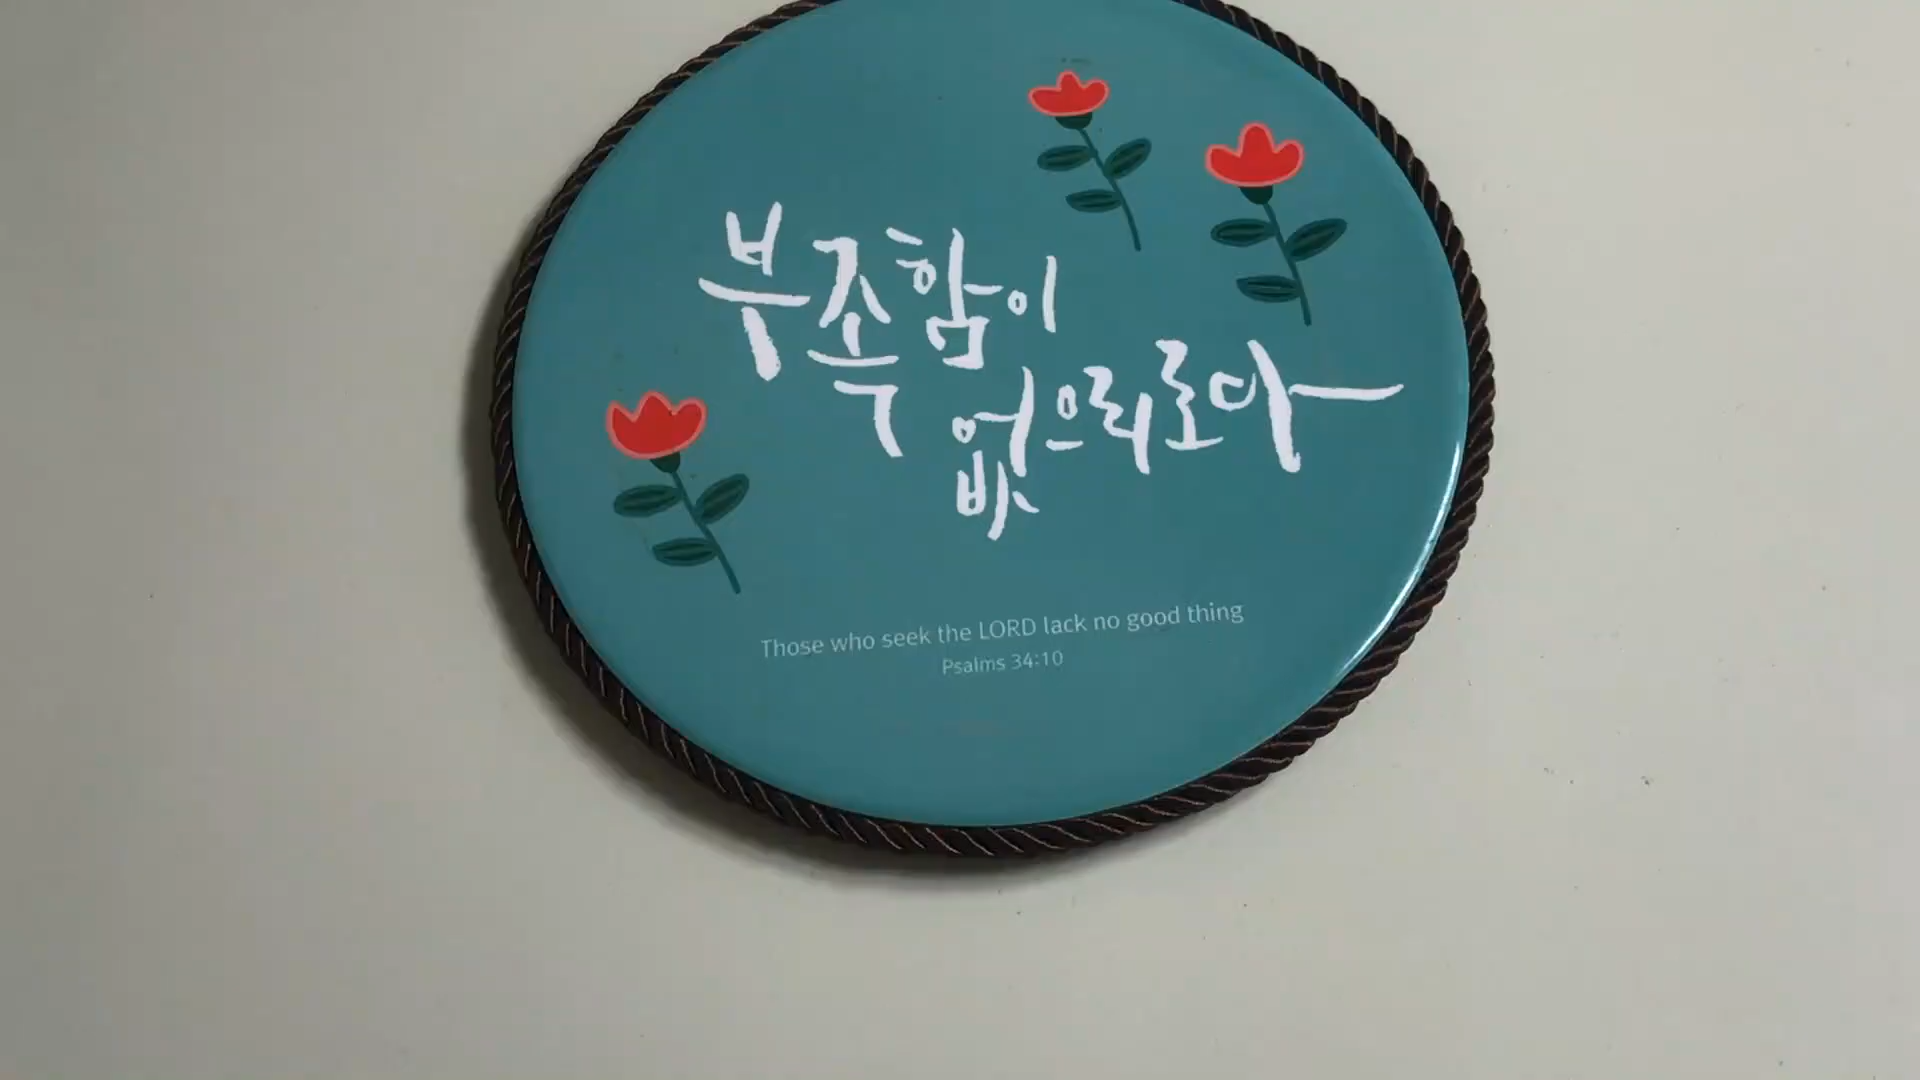 부족함이
없으리로다
Those who seek the LORD lack no good thing
Psalms 34:10